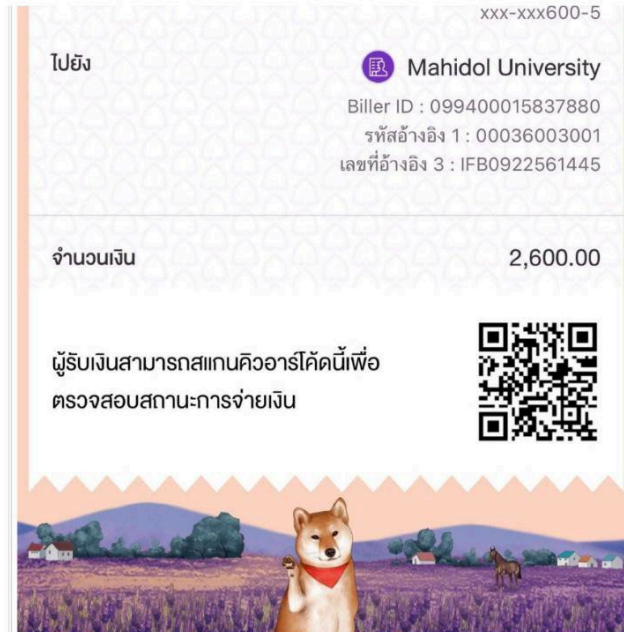 xxx-xxx600-5
ไปยัง
Mahidol University
Biller ID : 099400015837880
รหัสอ้างอิง 1 : 00036003001
เลขที่อ้างอิง 3 : IFB0922561445
จำนวนเงิน 2,600.00
ผู้รับเงินสามารถสแกนคิวอาร์โค้ดนี้เพื่อ
ตรวจสอบสถานะการจ่ายเงิน